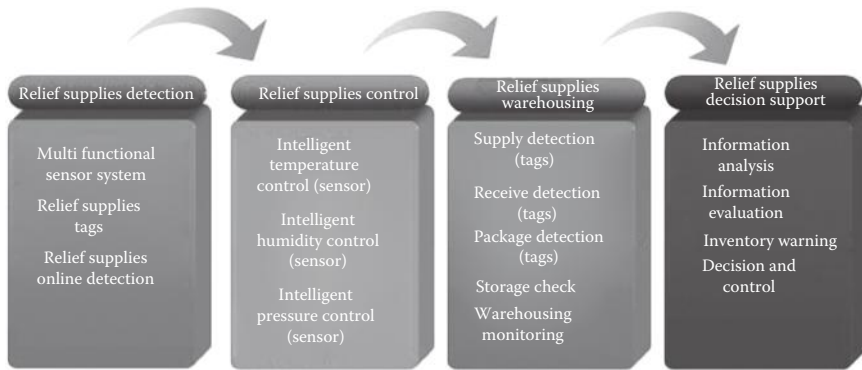 Relief supplies detection
Multi functional
sensor system
Relief supplies
tags
Relief supplies
online detection
Relief supplies control
Intelligent
temperature
control (sensor)
Intelligent
humidity control
(sensor)
Intelligent
pressure control
(sensor)
Relief supplies
warehousing
Supply detection
(tags)
Receive detection
(tags)
Package detection
(tags)
Storage check
Warehousing
monitoring
Relief supplies
decision support
Information
analysis
Information
evaluation
Inventory warning
Decision and
control